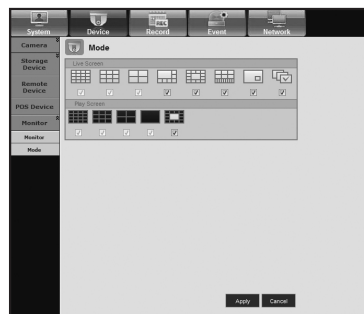 System Device Record Event Network
Camera
Storage
Device
Remote
Device
POS Device
Monitor
Monitor
Mode
Mode
Live Screen
Play Screen
Apply Cancel